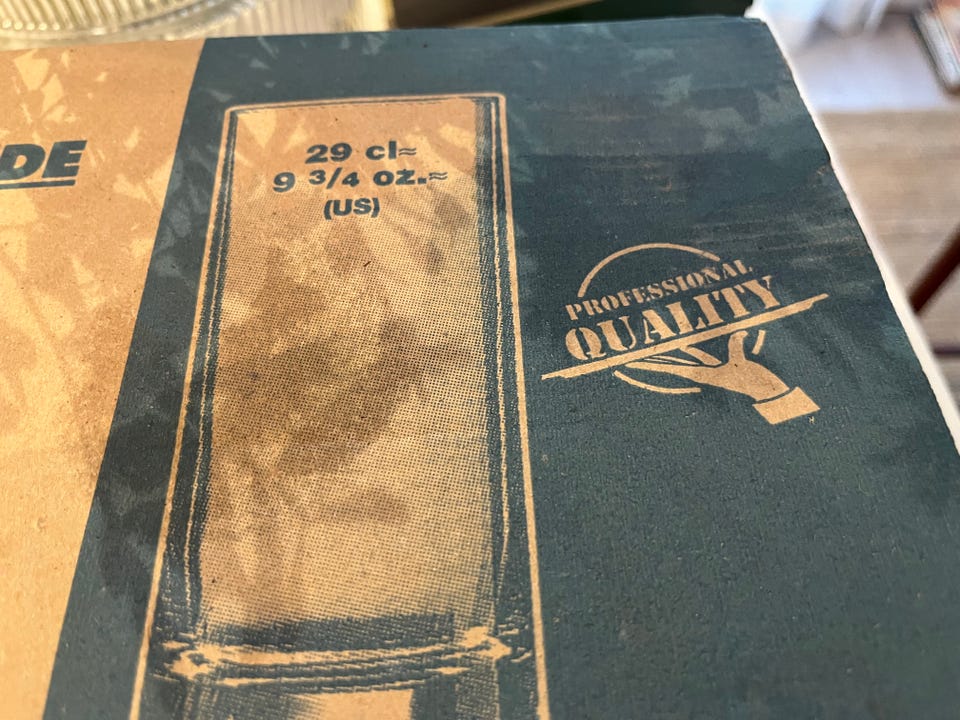 DE
29 cl≈
9 3/4 oz.≈
(US)
PROFESSIONAL
QUALITY